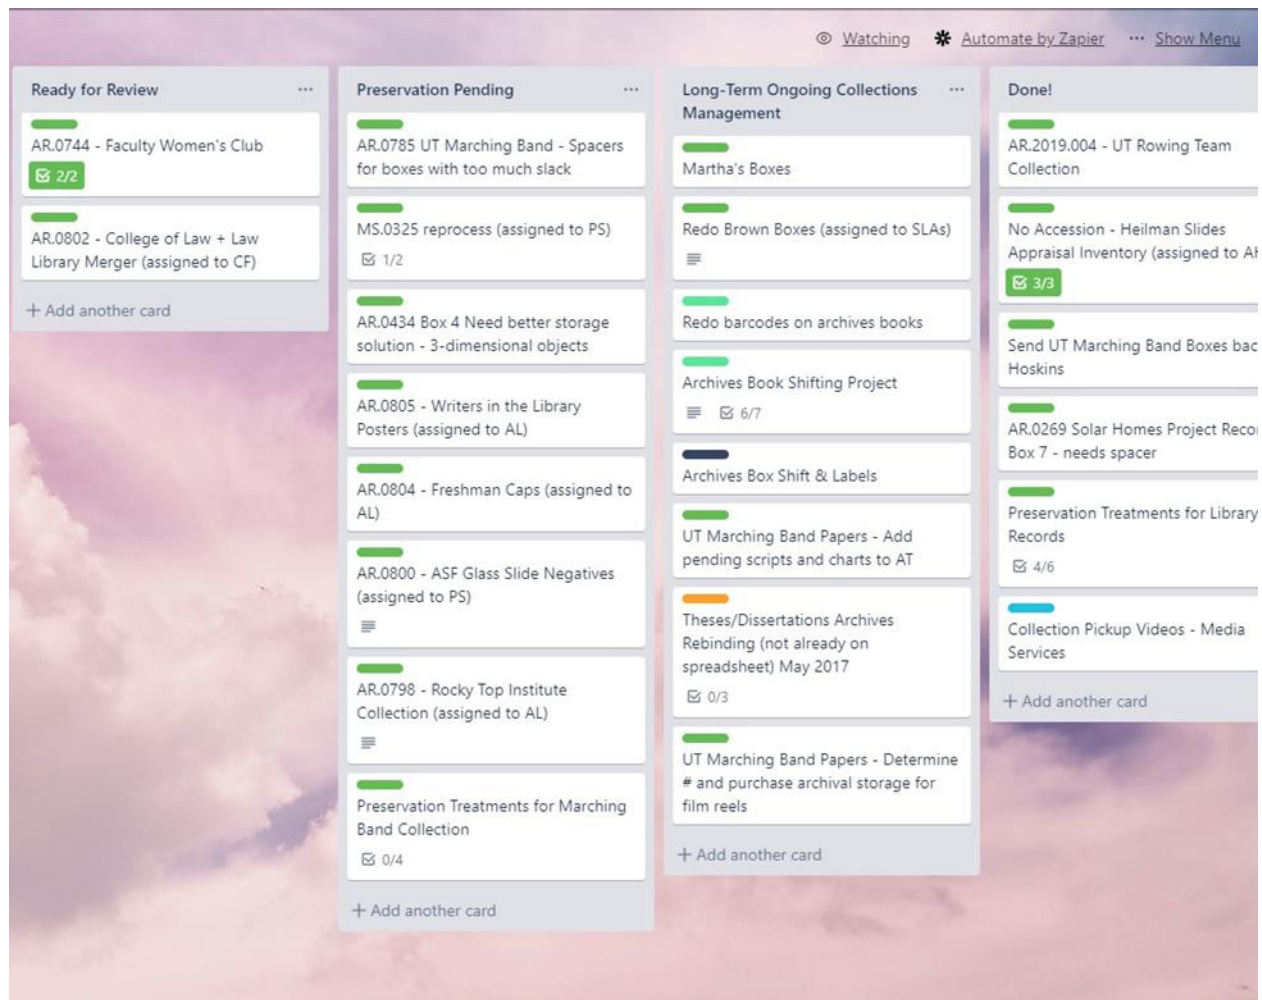 Watching
Automate by Zapier
Show Menu
Ready for Review
AR.0744 - Faculty Women's Club
2/2
AR.0802 - College of Law + Law
Library Merger (assigned to CF)
+ Add another card
Preservation Pending
AR.0785 UT Marching Band - Spacers
for boxes with too much slack
MS.0325 reprocess (assigned to PS)
1/2
AR.0434 Box 4 Need better storage
solution - 3-dimensional objects
AR.0805 - Writers in the Library
Posters (assigned to AL)
AR.0804 - Freshman Caps (assigned to
AL)
AR.0800 - ASF Glass Slide Negatives
(assigned to PS)
AR.0798 - Rocky Top Institute
Collection (assigned to AL)
Preservation Treatments for Marching
Band Collection
0/4
+ Add another card
Long-Term Ongoing Collections
Management
Martha's Boxes
Redo Brown Boxes (assigned to SLAs)
Redo barcodes on archives books
Archives Book Shifting Project
6/7
Archives Box Shift & Labels
UT Marching Band Papers - Add
pending scripts and charts to AT
Theses/Dissertations Archives
Rebinding (not already on
spreadsheet) May 2017
0/3
UT Marching Band Papers - Determine
# and purchase archival storage for
film reels
+ Add another card
Done!
AR.2019.004 - UT Rowing Team
Collection
No Accession - Heilman Slides
Appraisal Inventory (assigned to
3/3
Send UT Marching Band Boxes bac
Hoskins
AR.0269 Solar Homes Project Reco
Box 7 - needs spacer
Preservation Treatments for Library
Records
4/6
Collection Pickup Videos - Media
Services
+ Add another card